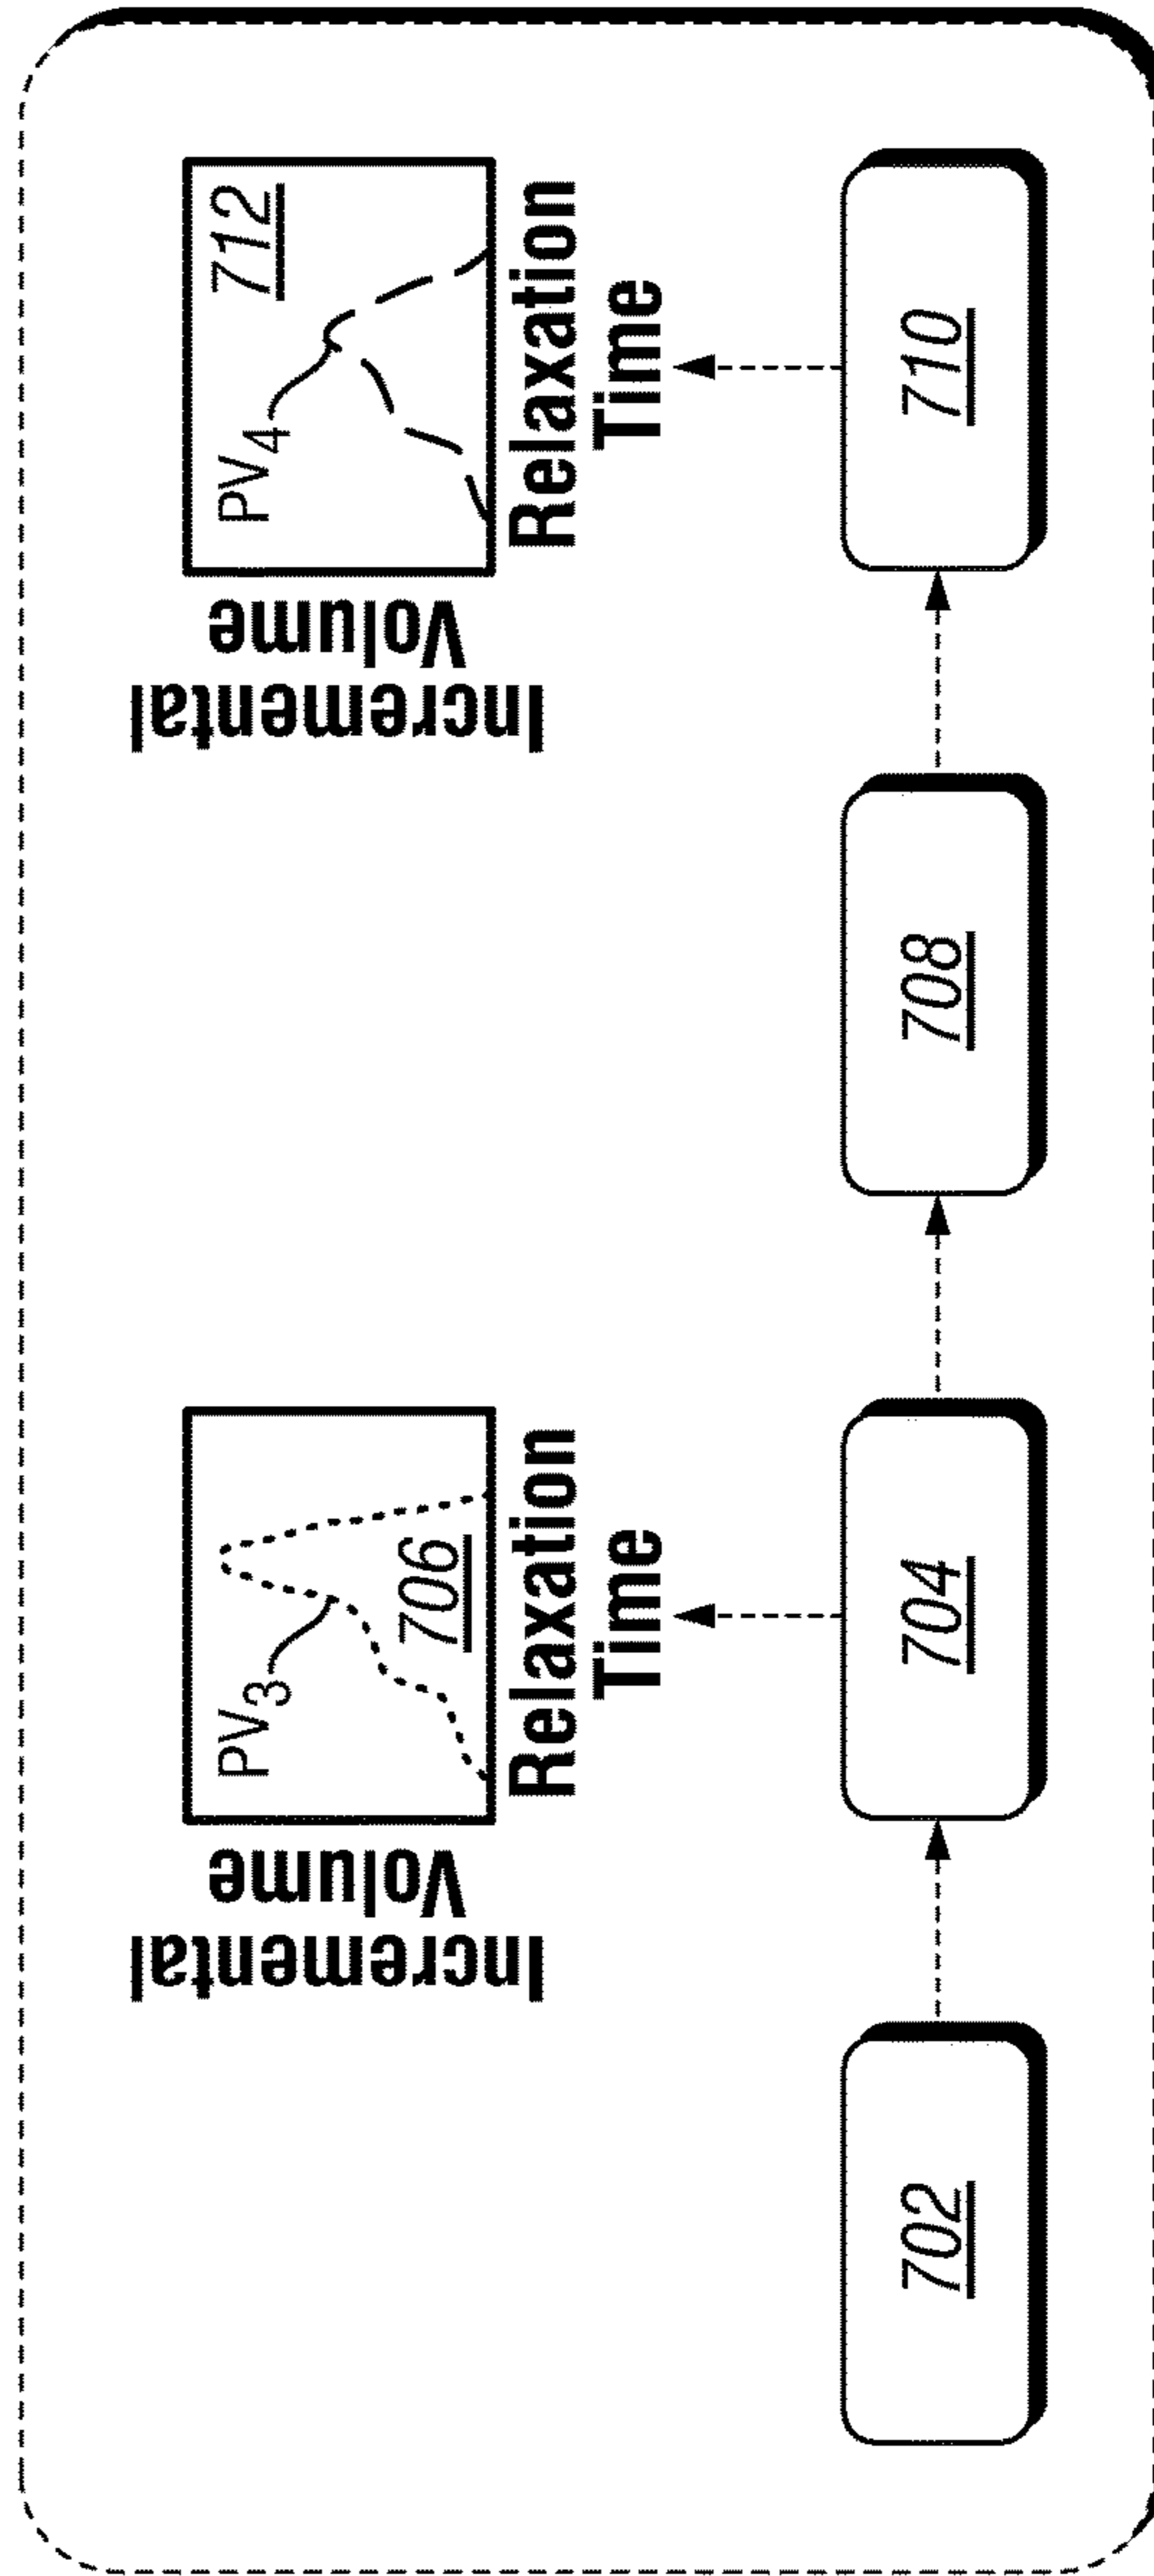 Incremental
Volume
PV3
706
Relaxation
Time
Incremental
Volume
PV4
712
Relaxation
Time
702
704
708
710